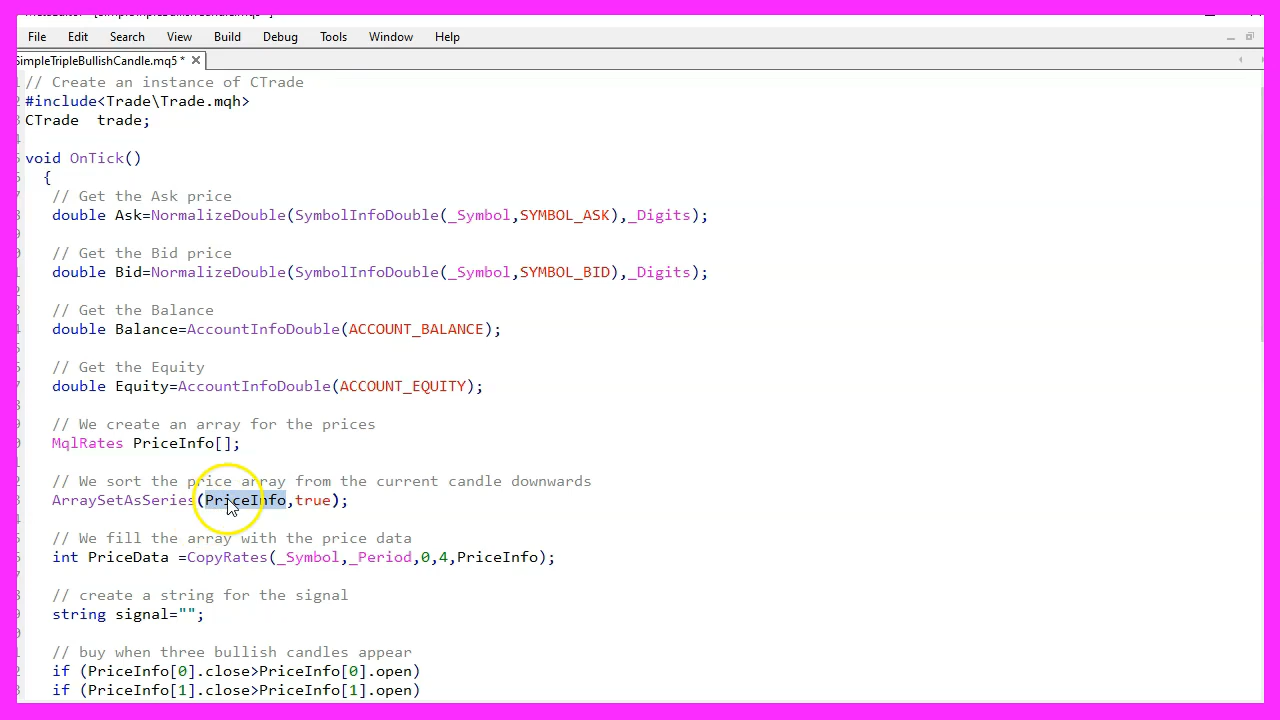 File Edit Search View Build Debug Tools Window Help
SimpleTripleBullishCandle.mq5 *
// Create an instance of CTrade
#include<Trade\Trade.mqh>
CTrade trade;
void OnTick()
{
// Get the Ask price
double Ask=NormalizeDouble(SymbolInfoDouble(_Symbol,SYMBOL_ASK),_Digits);
// Get the Bid price
double Bid=NormalizeDouble(SymbolInfoDouble(_Symbol,SYMBOL_BID),_Digits);
// Get the Balance
double Balance=AccountInfoDouble(ACCOUNT_BALANCE);
// Get the Equity
double Equity=AccountInfoDouble(ACCOUNT_EQUITY);
// We create an array for the prices
MqlRates PriceInfo[];
// We sort the price array from the current candle downwards
ArraySetAsSeries(PriceInfo,true);
// We fill the array with the price data
int PriceData =CopyRates(_Symbol,_Period,0,4,PriceInfo);
// create a string for the signal
string signal="";
// buy when three bullish candles appear
if (PriceInfo[0].close>PriceInfo[0].open)
if (PriceInfo[1].close>PriceInfo[1].open)